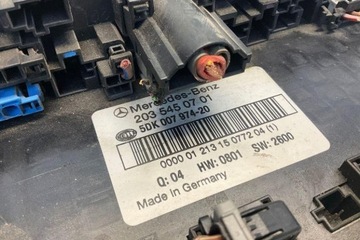 Mercedes-Benz
203 545 07 01
5DK 007 974-20
0000 01 213 15 0772 04 (1)
Q: 04 HW: 0801 SW: 2600
Made in Germany